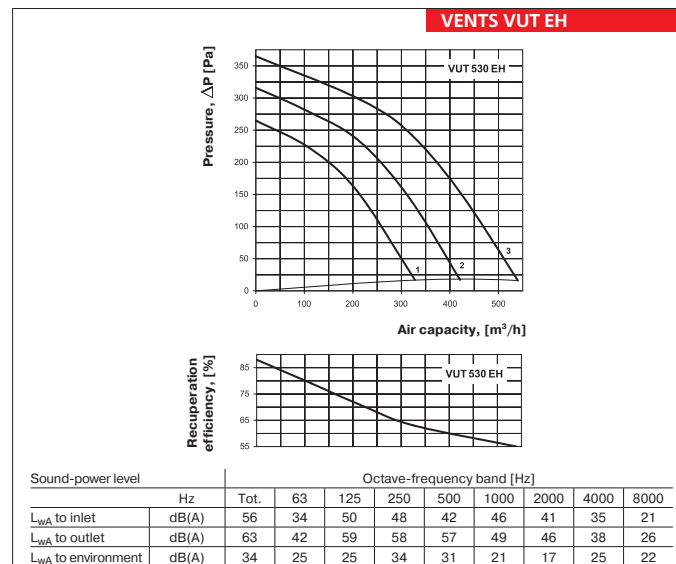 VENTS VUT EH
Pressure, △P [Pa]
VUT 530 EH
350
300
250
200
150
100
50
0
1
2
3
0 100 200 300 400 500
Air capacity, [m³/h]
Recuperation
efficiency, [%]
VUT 530 EH
85
75
65
55
Sound-power level Octave-frequency band [Hz]
Hz Tot. 63 125 250 500 1000 2000 4000 8000
LwA to inlet dB(A) 56 34 50 48 42 46 41 35 21
LwA to outlet dB(A) 63 42 59 58 57 49 46 38 26
LwA to environment dB(A) 34 25 25 34 31 21 17 25 22